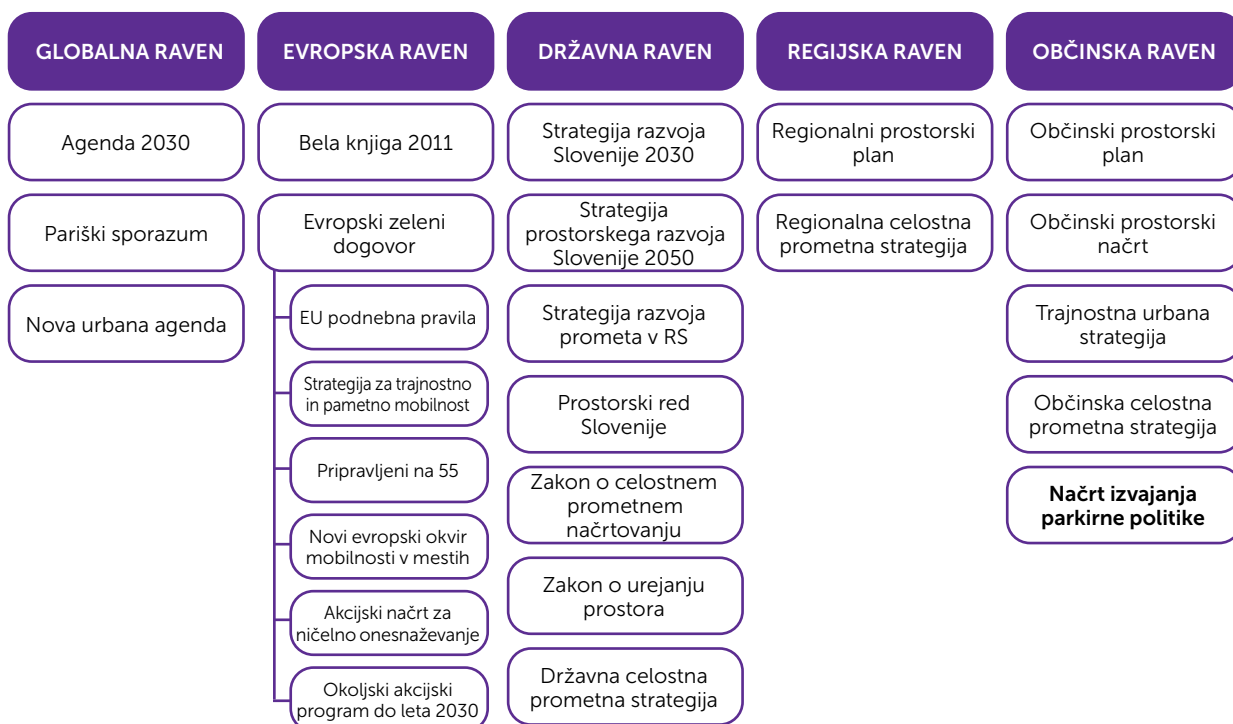 GLOBALNA RAVEN
Agenda 2030
Pariški sporazum
Nova urbana agenda
EVROPSKA RAVEN
Bela knjiga 2011
Evropski zeleni
dogovor
EU podnebna pravila
Strategija za trajnostno
in pametno mobilnost
Pripravljeni na 55
Novi evropski okvir
mobilnosti v mestih
Akcijski načrt za
ničelno onesnaževanje
Okoljski akcijski
program do leta 2030
DRŽAVNA RAVEN
Strategija razvoja
Slovenije 2030
Strategija
prostorskega razvoja
Slovenije 2050
Strategija razvoja
prometa v RS
Prostorski red
Slovenije
Zakon o celostnem
prometnem
načrtovanju
Zakon o urejanju
prostora
Državna celostna
prometna strategija
REGIJSKA RAVEN
Regionalni prostorski
plan
Regionalna celostna
prometna strategija
OBČINSKA RAVEN
Občinski prostorski
plan
Občinski prostorski
načrt
Trajnostna urbana
strategija
Občinska celostna
prometna strategija
Načrt izvajanja
parkirne politike